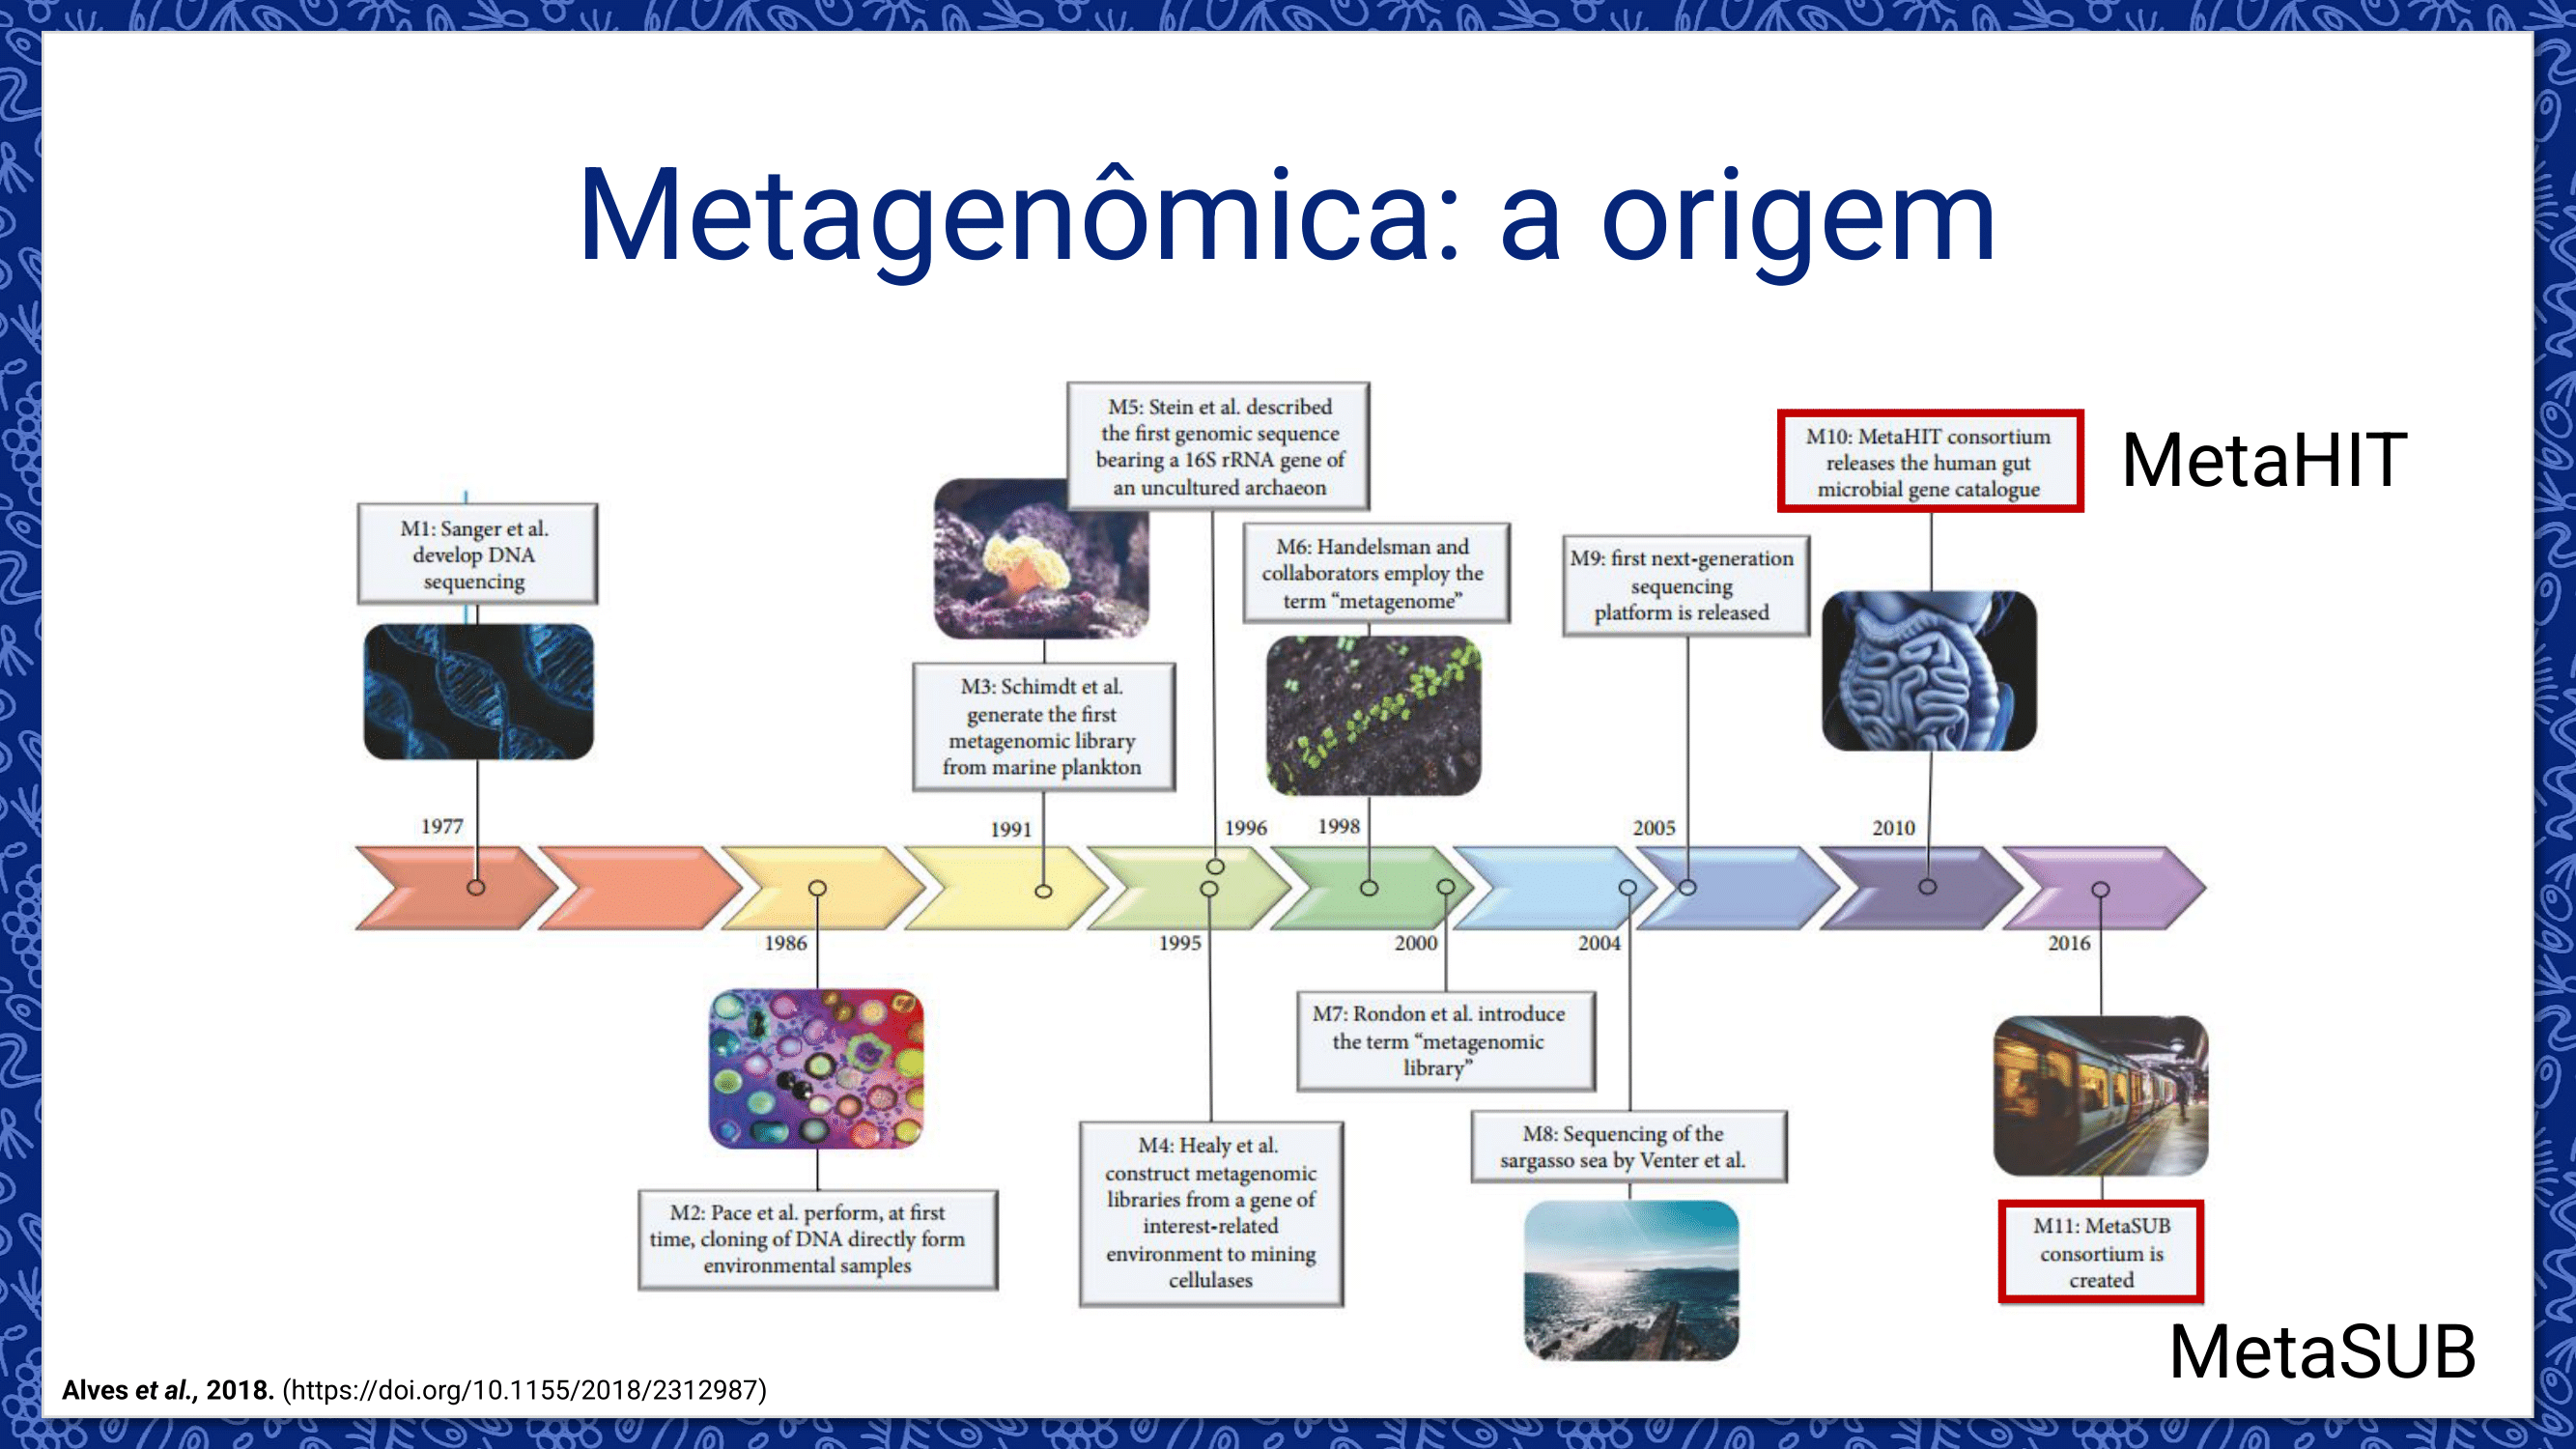 Metagenômica: a origem
M5: Stein et al. described
the first genomic sequence
bearing a 16S rRNA gene of
an uncultured archaeon
M10: MetaHIT consortium
releases the human gut
microbial gene catalogue
MetaHIT
M1: Sanger et al.
develop DNA
sequencing
M6: Handelsman and
collaborators employ the
term “metagenome”
M9: first next-generation
sequencing
platform is released
M3: Schimdt et al.
generate the first
metagenomic library
from marine plankton
1977
1991
1996
1998
2005
2010
1986
1995
2000
2004
2016
M7: Rondon et al. introduce
the term “metagenomic
library”
M8: Sequencing of the
sargasso sea by Venter et al.
M4: Healy et al.
construct metagenomic
libraries from a gene of
interest-related
environment to mining
cellulases
M2: Pace et al. perform, at first
time, cloning of DNA directly form
environmental samples
M11: MetaSUB
consortium is
created
MetaSUB
Alves et al., 2018. (https://doi.org/10.1155/2018/2312987)